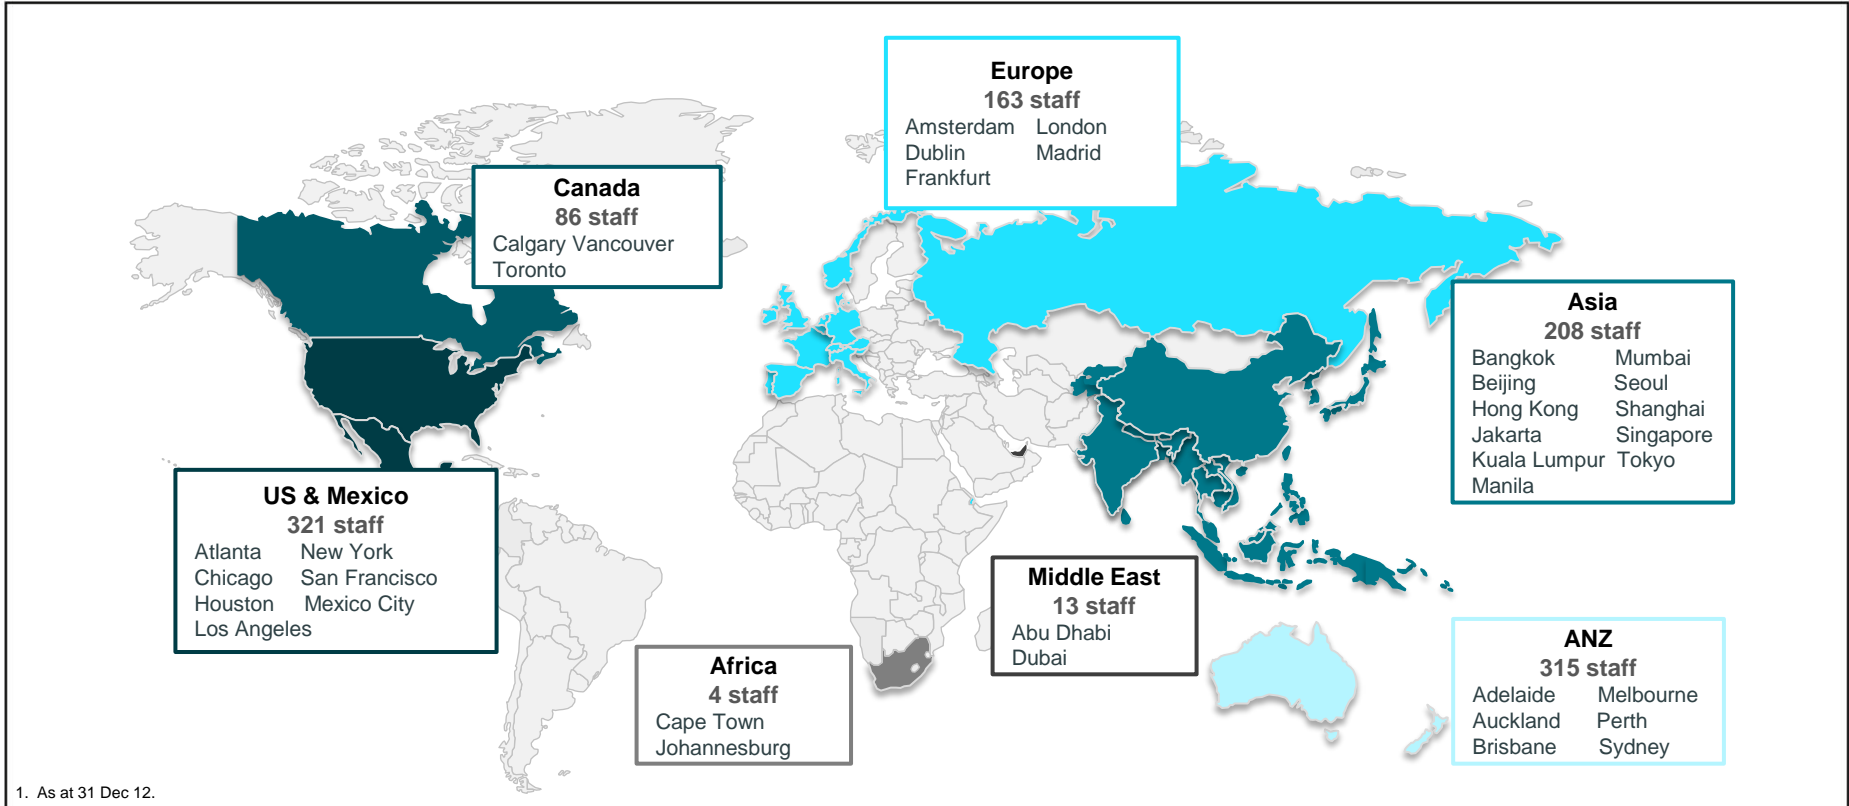 Europe
163 staff
Amsterdam London
Dublin Madrid
Frankfurt
Canada
86 staff
Calgary Vancouver
Toronto
Asia
208 staff
Bangkok Mumbai
Beijing Seoul
Hong Kong Shanghai
Jakarta Singapore
Kuala Lumpur Tokyo
Manila
US & Mexico
321 staff
Atlanta New York
Chicago San Francisco
Houston Mexico City
Los Angeles
Middle East
13 staff
Abu Dhabi
Dubai
Africa
4 staff
Cape Town
Johannesburg
ANZ
315 staff
Adelaide Melbourne
Auckland Perth
Brisbane Sydney
1. As at 31 Dec 12.